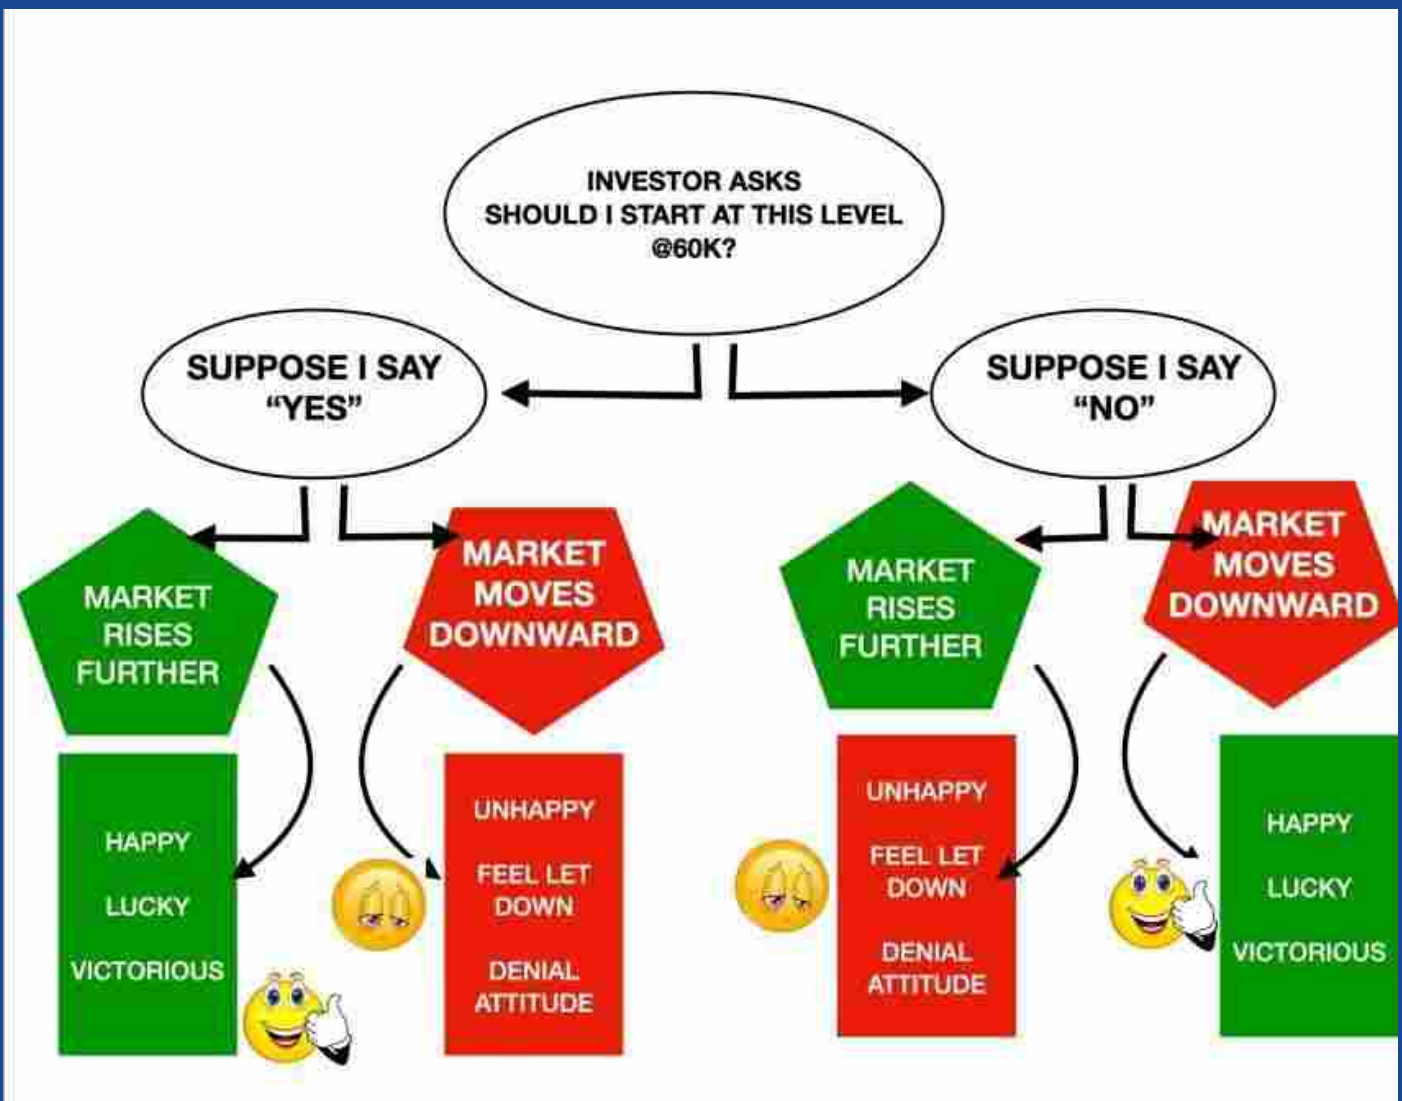 INVESTOR ASKS
SHOULD I START AT THIS LEVEL
@60K?
SUPPOSE I SAY
“YES”
SUPPOSE I SAY
“NO”
MARKET
RISES
FURTHER
MARKET
MOVES
DOWNWARD
MARKET
RISES
FURTHER
MARKET
MOVES
DOWNWARD
HAPPY
LUCKY
VICTORIOUS
UNHAPPY
FEEL LET
DOWN
DENIAL
ATTITUDE
UNHAPPY
FEEL LET
DOWN
DENIAL
ATTITUDE
HAPPY
LUCKY
VICTORIOUS